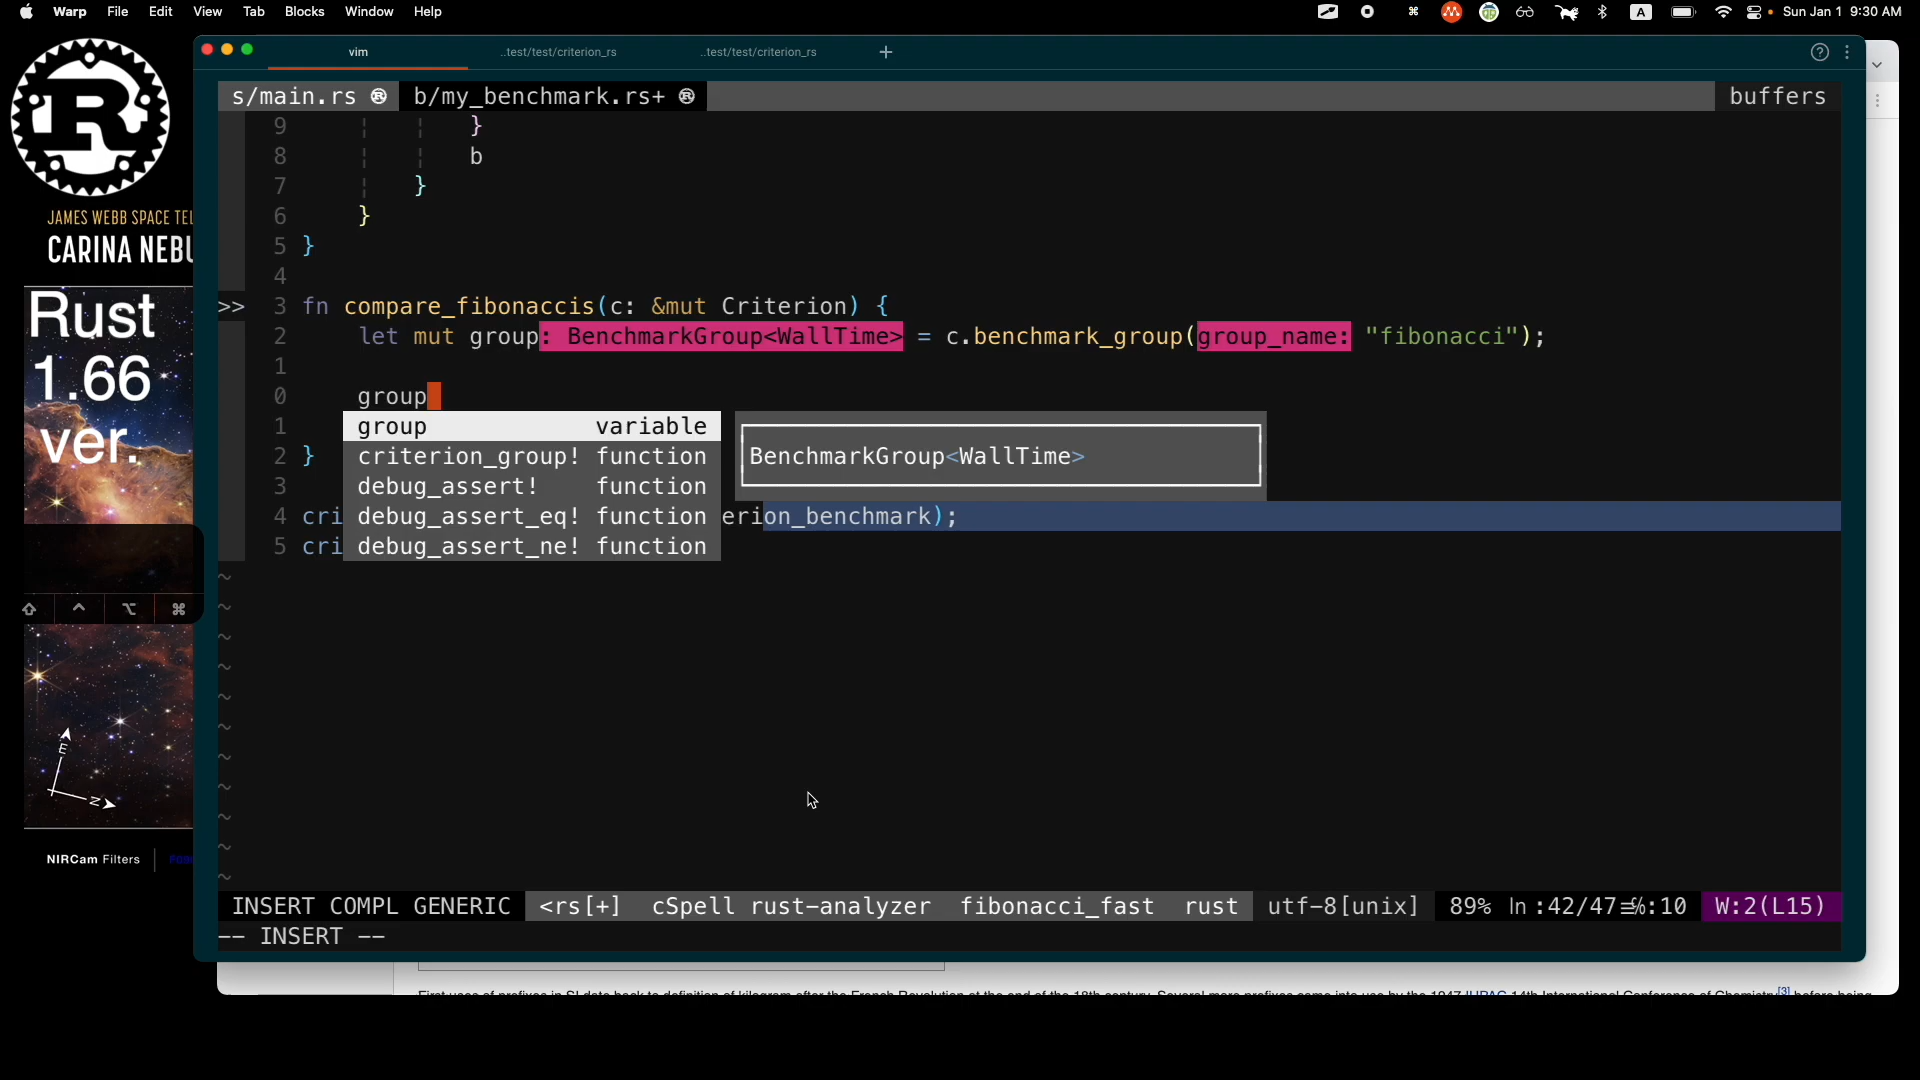 Warp File Edit View Tab Blocks Window Help
A Sun Jan 1 9:30 AM
vim ..test/test/criterion_rs ..test/test/criterion_rs + ?
s/main.rs b/my_benchmark.rs+ buffers
9 }
8 b
7 }
6 }
5 }
4
>> 3 fn compare_fibonaccis(c: &mut Criterion) {
2 let mut group: BenchmarkGroup<WallTime> = c.benchmark_group(group_name: "fibonacci");
1
0 group
1 group variable
2 } criterion_group! function BenchmarkGroup<WallTime>
3 debug_assert! function
4 cri debug_assert_eq! function erion_benchmark);
5 cri debug_assert_ne! function
~
~
~
~
~
~
~
~
~
~
~
INSERT COMPL GENERIC <rs[+] cSpell rust-analyzer fibonacci_fast rust utf-8[unix] 89% ln :42/47≡%:10 W:2(L15)
-- INSERT --
R
JAMES WEBB SPACE TEL
CARINA NEBU
Rust
1.66
ver.
E
N
NIRCam Filters